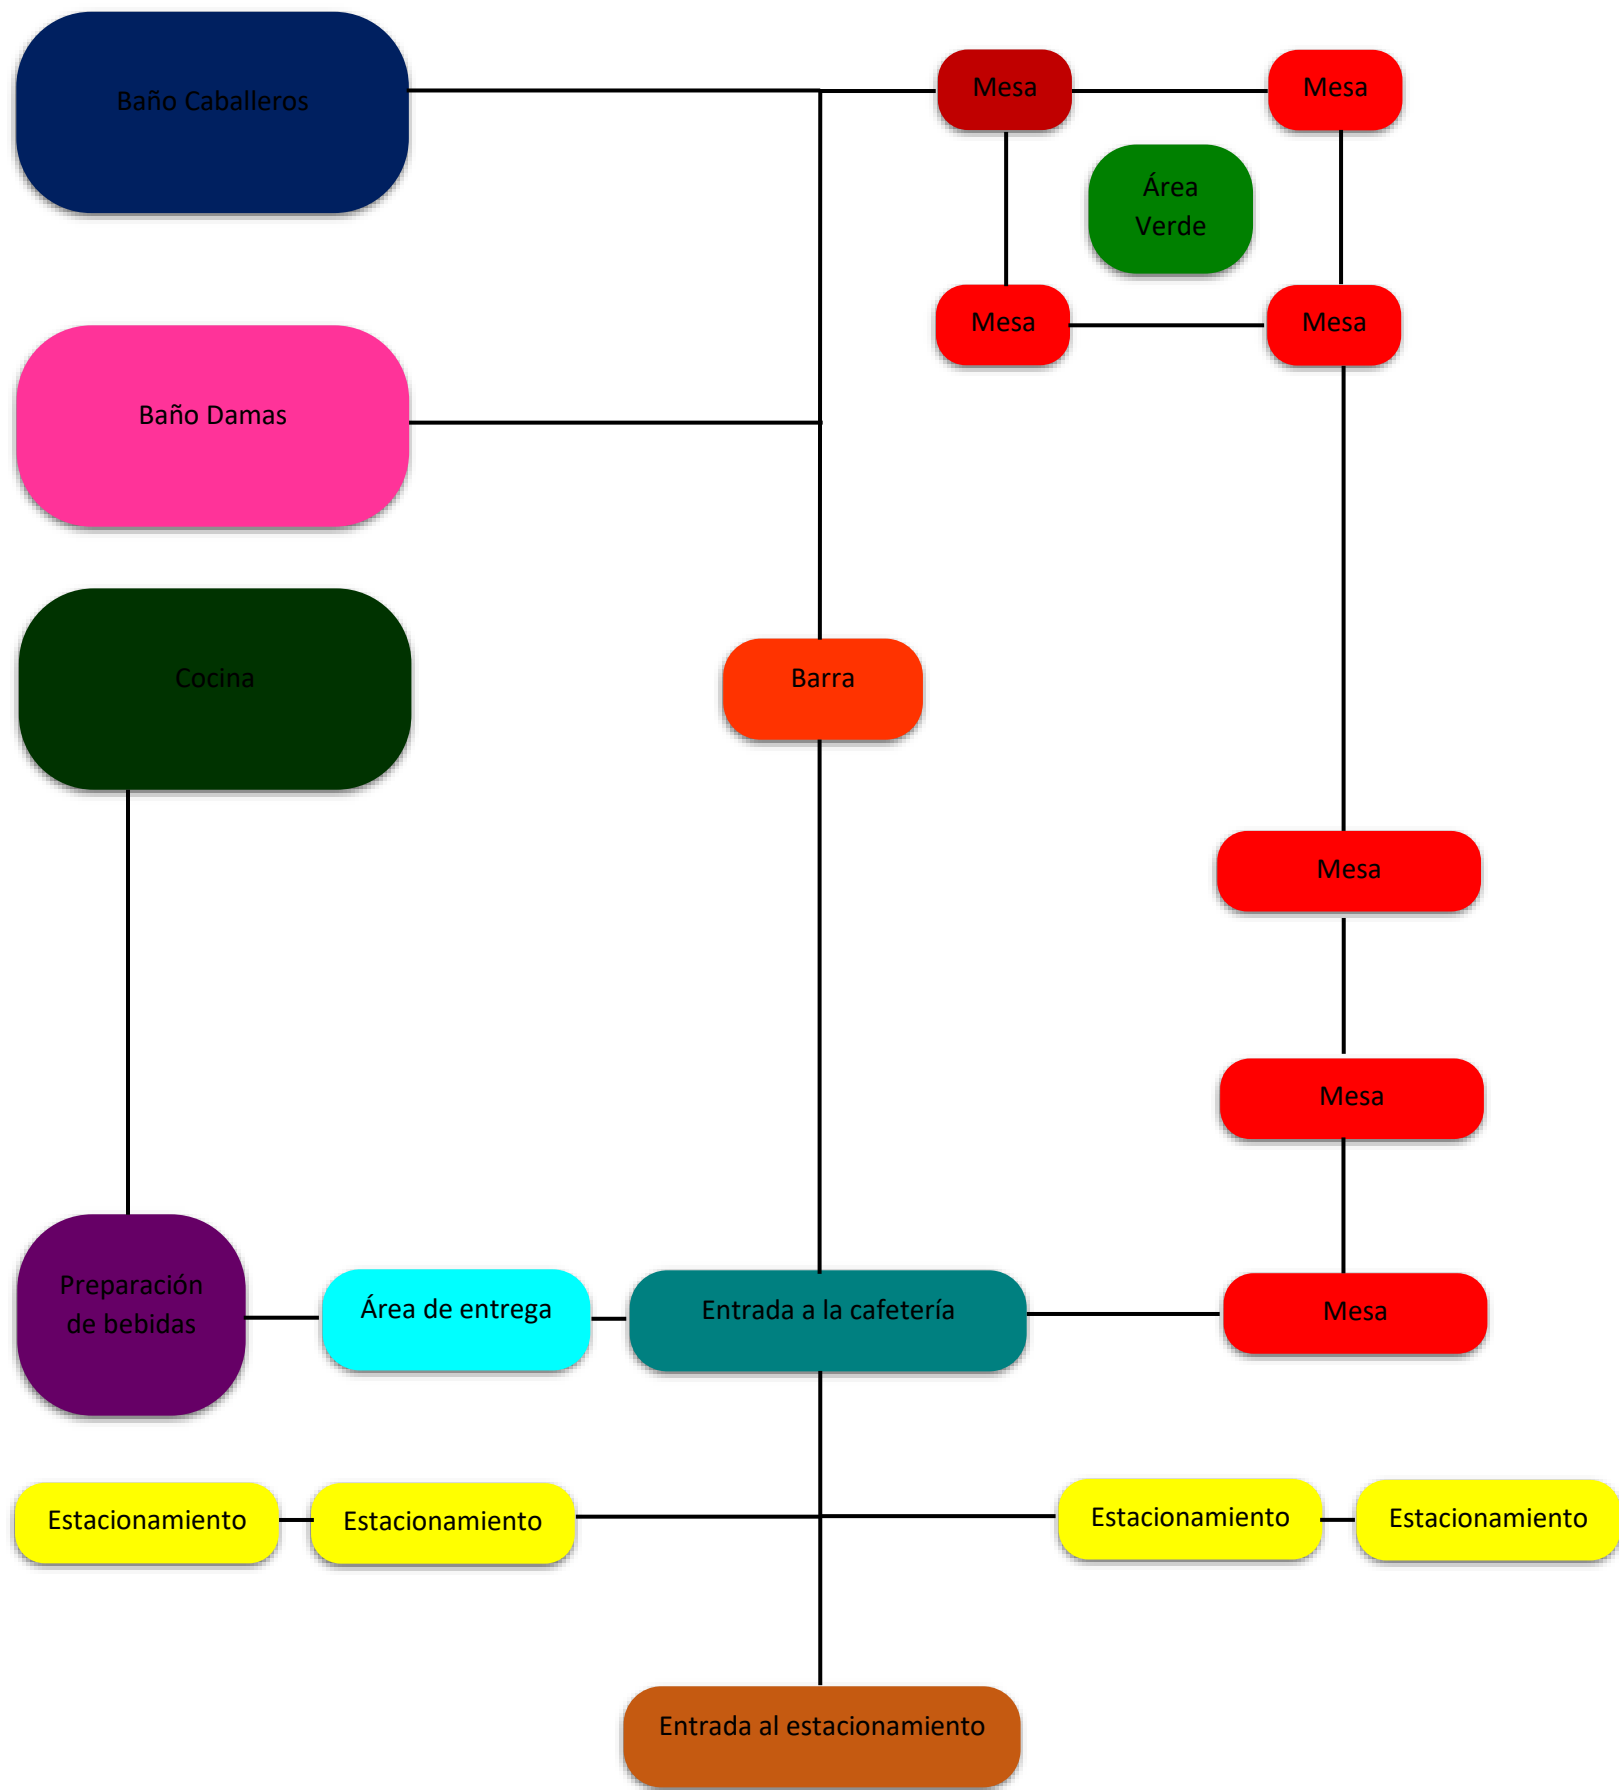 Baño Caballeros
Mesa
Mesa
Área
Verde
Mesa
Mesa
Baño Damas
Cocina
Barra
Mesa
Mesa
Preparación
de bebidas
Área de entrega
Entrada a la cafetería
Mesa
Estacionamiento
Estacionamiento
Estacionamiento
Estacionamiento
Entrada al estacionamiento